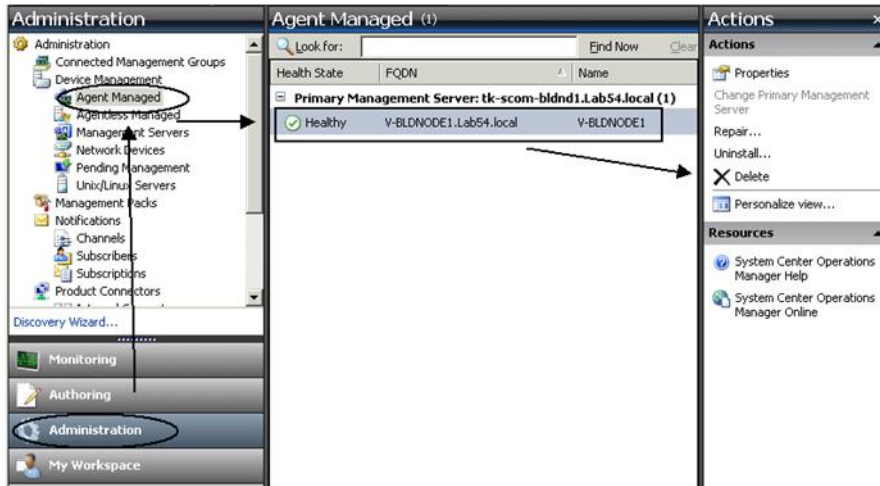 Administration
Administration
Connected Management Groups
Device Management
Agent Managed
Agentless Managed
Management Servers
Network Devices
Pending Management
Unix/Linux Servers
Management Packs
Notifications
Channels
Subscribers
Subscriptions
Product Connectors
Discovery Wizard...
Monitoring
Authoring
Administration
My Workspace
Agent Managed (1)
Look for:
Find Now
Clear
Health State FQDN Name
Primary Management Server: tk-scom-bldnd1.Lab54.local (1)
Healthy V-BLDNODE1.Lab54.local V-BLDNODE1
Actions
Actions
Properties
Change Primary Management
Server
Repair...
Uninstall...
Delete
Personalize view...
Resources
System Center Operations
Manager Help
System Center Operations
Manager Online